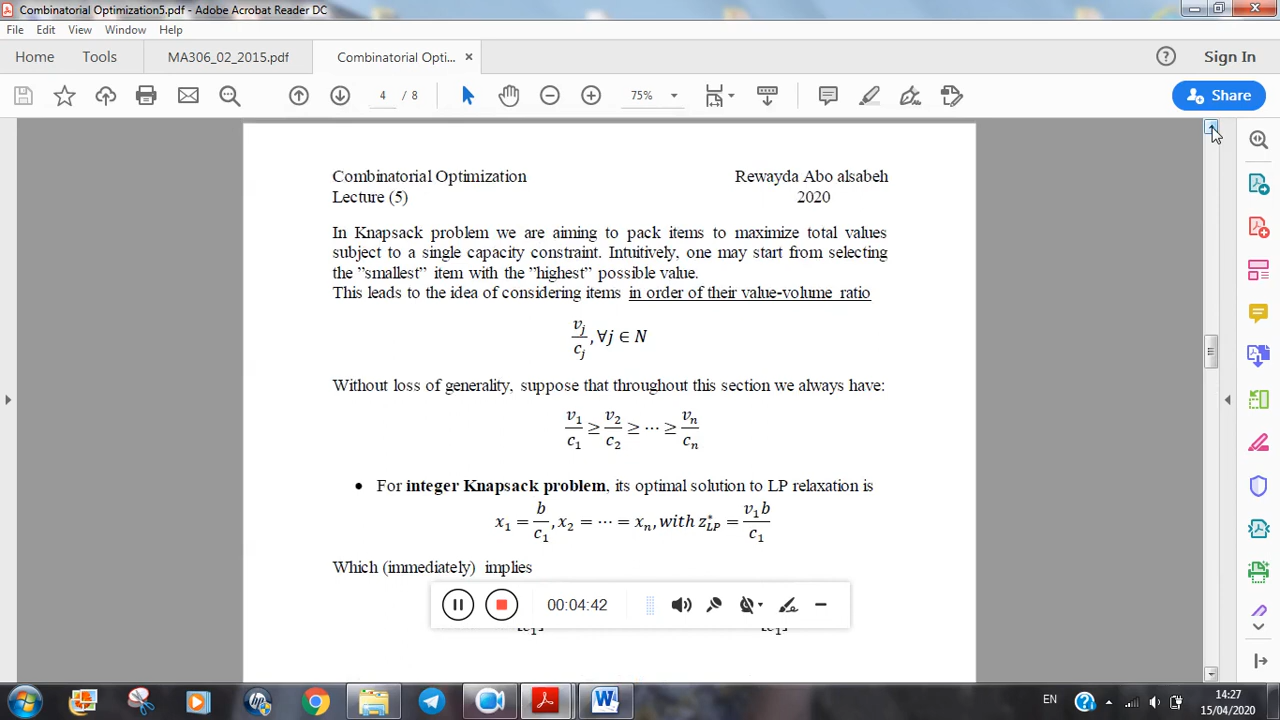 Combinatorial Optimization5.pdf - Adobe Acrobat Reader DC
File Edit View Window Help
Home Tools MA306_02_2015.pdf Combinatorial Opti... × Sign In
4 / 8 75% Share
Combinatorial Optimization Rewayda Abo alsabeh
Lecture (5) 2020
In Knapsack problem we are aiming to pack items to maximize total values
subject to a single capacity constraint. Intuitively, one may start from selecting
the ”smallest” item with the ”highest” possible value.
This leads to the idea of considering items in order of their value-volume ratio
v_j/c_j, ∀j ∈ N
Without loss of generality, suppose that throughout this section we always have:
v_1/c_1 ≥ v_2/c_2 ≥ ⋯ ≥ v_n/c_n
• For integer Knapsack problem, its optimal solution to LP relaxation is
x_1 = b/c_1, x_2 = ⋯ = x_n, with z*_LP = v_1b/c_1
Which (immediately) implies
00:04:42
[c_1] [c_1]
EN 14:27
15/04/2020